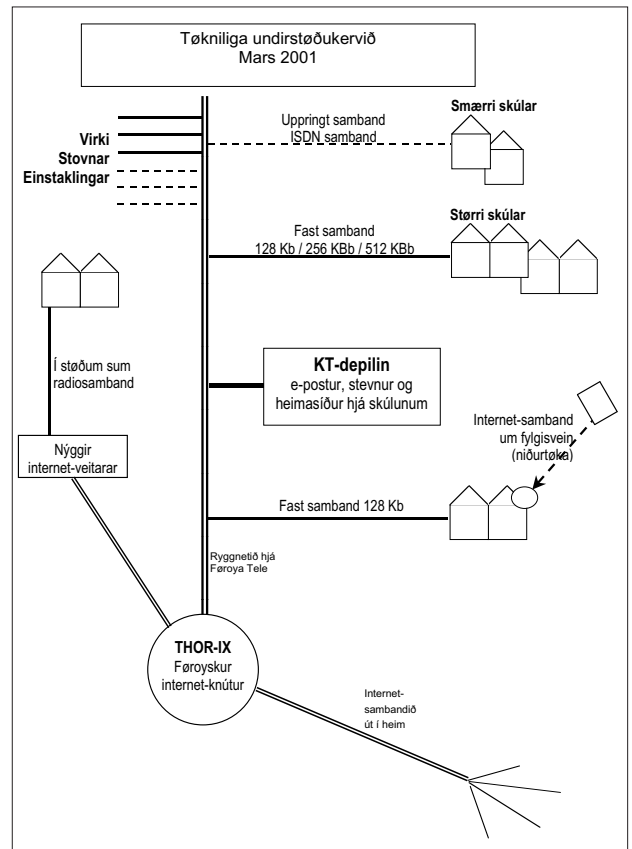 Tøkniliga undirstøðukervið
Mars 2001
Smærri skúlar
Uppringt samband
ISDN samband
Virki
Stovnar
Einstaklingar
Størri skúlar
Fast samband
128 Kb / 256 KBb / 512 KBb
KT-depilin
e-postur, stevnur og
heimasíður hjá skúlunum
Í støðum sum
radiosamband
Internet-samband
um fylgisvein
(niðurtøka)
Nýggir
internet-veitarar
Fast samband 128 Kb
Ryggnetið hjá
Føroya Tele
THOR-IX
Føroyskur
internet-knútur
Internet-
sambandið
út í heim